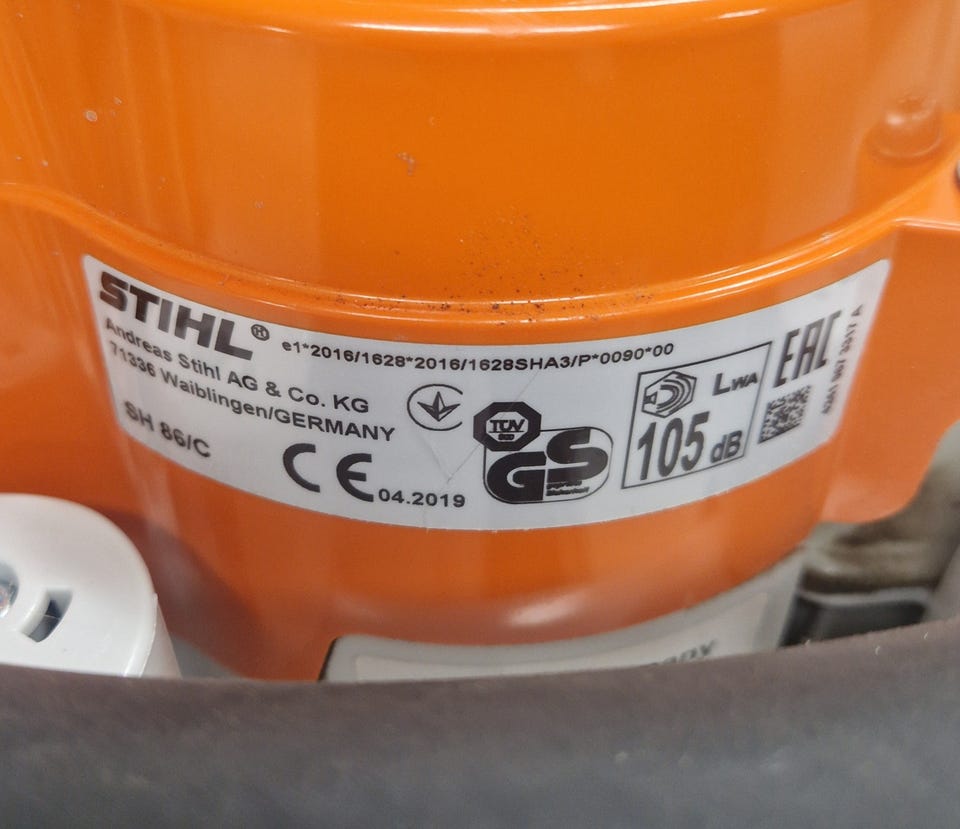 STIHL®
e1*2016/1628*2016/1628SHA3/P*0090*00
Andreas Stihl AG & Co. KG
71336 Waiblingen/GERMANY
SH 86/C
CE 04.2019
TÜV
GS
LWA
105 dB
EAC